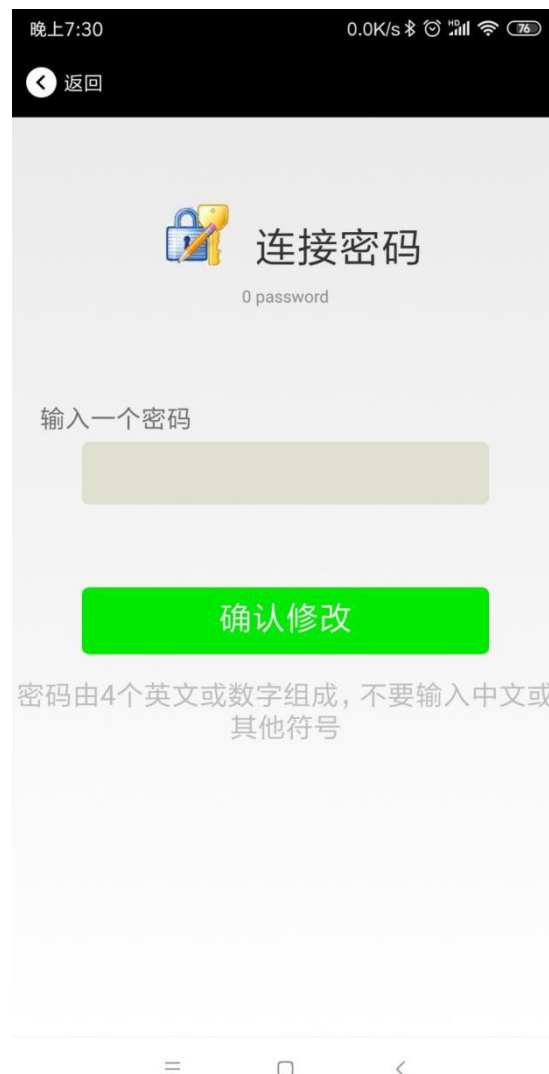 晚上7:30 0.0K/s HD 76
返回
连接密码
0 password
输入一个密码
确认修改
密码由4个英文或数字组成，不要输入中文或
其他符号